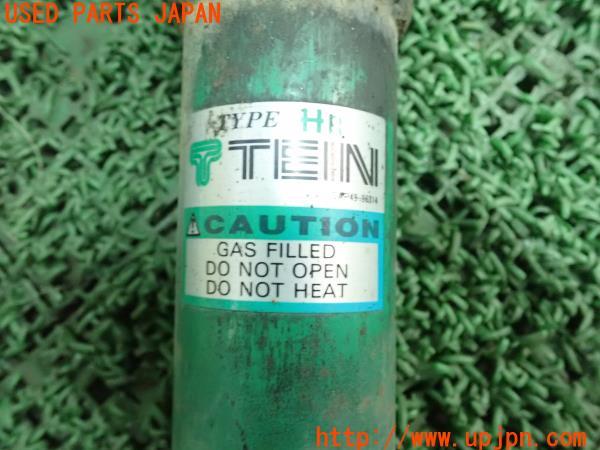 USED PARTS JAPAN
TYPE HR
TEIN
CAUTION
GAS FILLED
DO NOT OPEN
DO NOT HEAT
http://www.upjpn.com